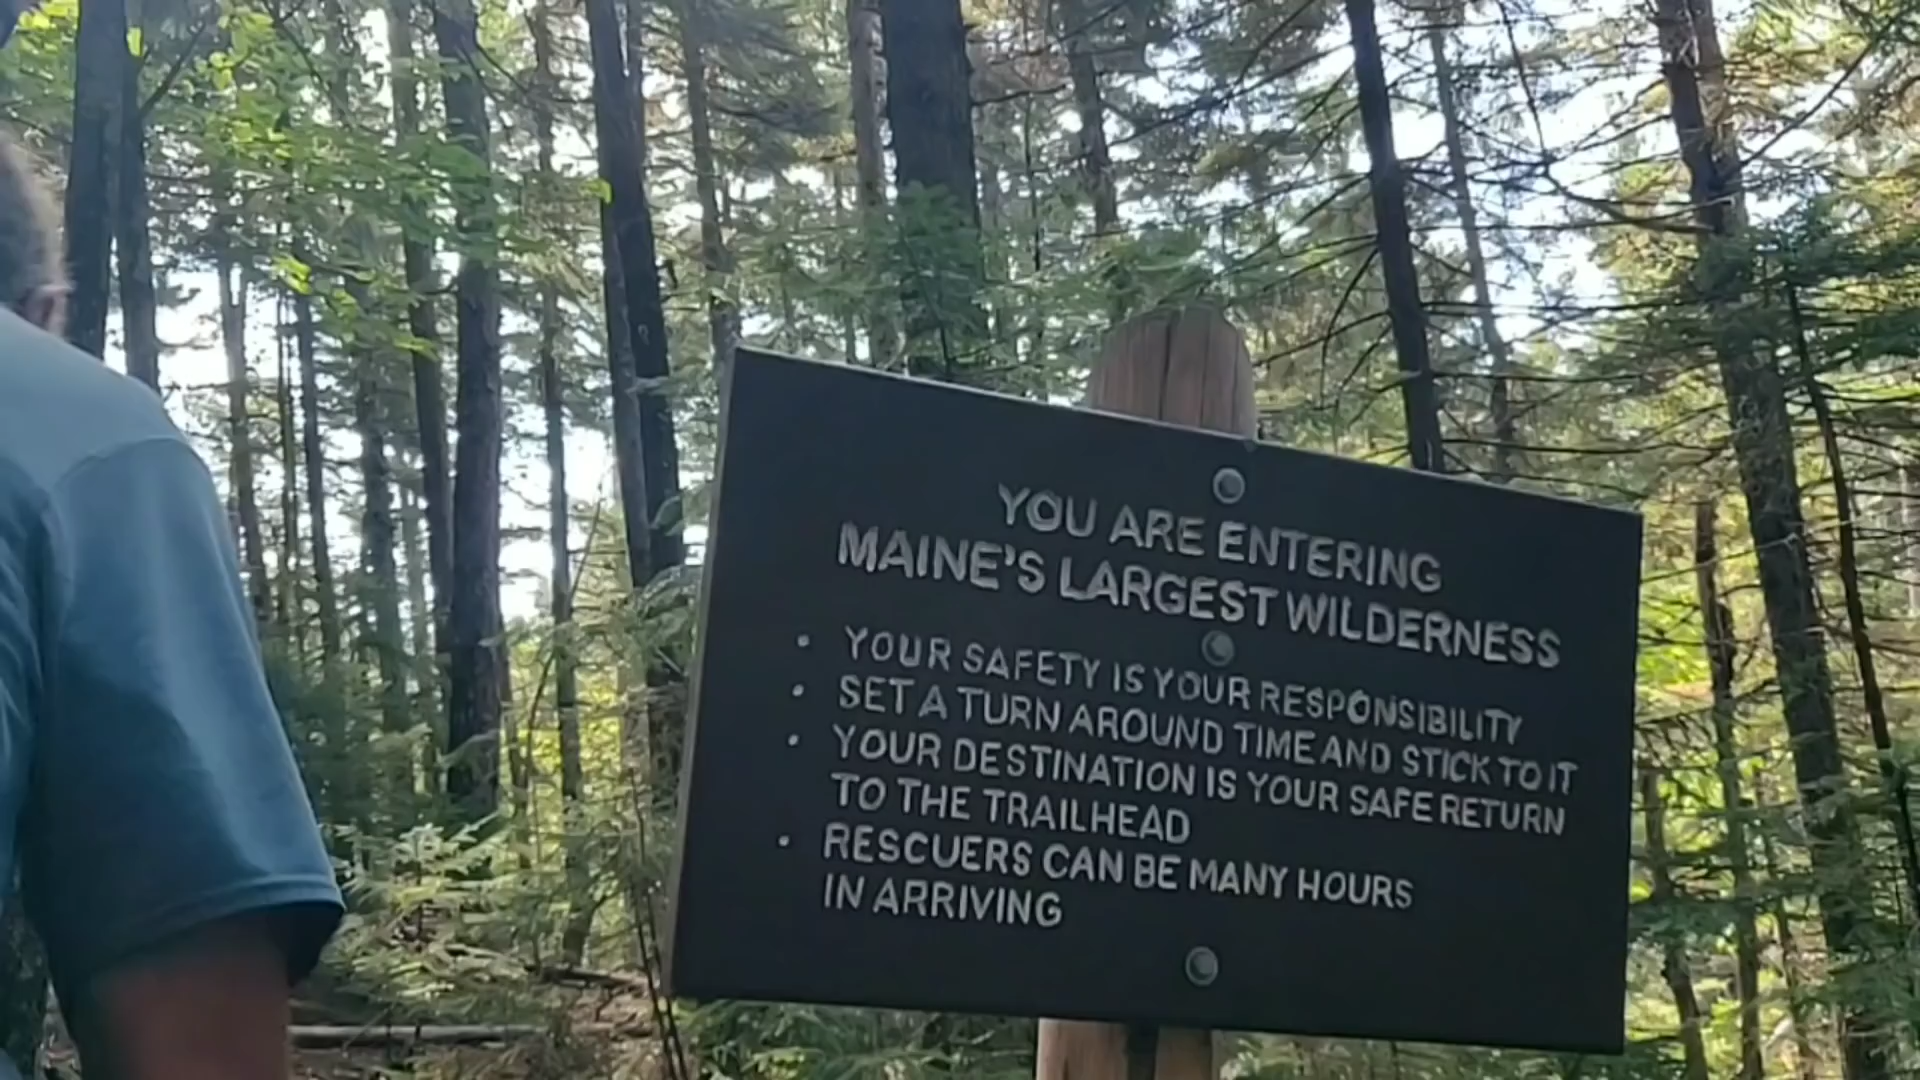 YOU ARE ENTERING
MAINE'S LARGEST WILDERNESS
• YOUR SAFETY IS YOUR RESPONSIBILITY
• SET A TURN AROUND TIME AND STICK TO IT
• YOUR DESTINATION IS YOUR SAFE RETURN
TO THE TRAILHEAD
• RESCUERS CAN BE MANY HOURS
IN ARRIVING